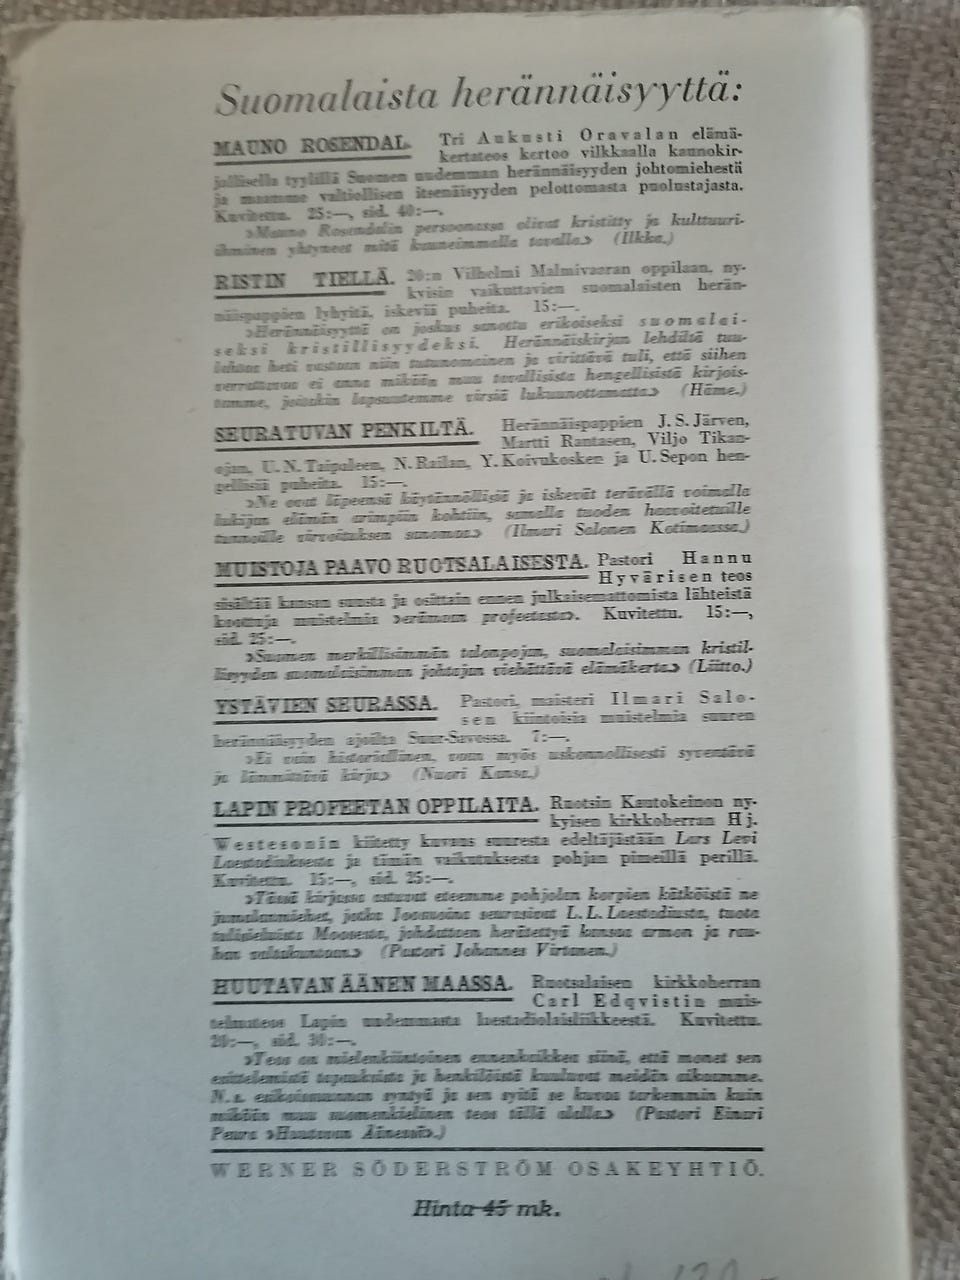 Suomalaista herännäisyyttä:
MAUNO ROSENDAL. Tri Aukusti Oravalan elämä-
kertateos kertoo vilkkaalla kaunokir-
jallisella tyylillä Suomen uudemman herännäisyyden johtomiehestä
ja maamme valtiollisen itsenäisyyden pelottomasta puolustajasta.
Kuvitettu. 25:—, sid. 40:—.
»Mauno Rosendalin persoonassa olivat kristitty ja kulttuuri-
ihminen yhtyneet mitä kauneimmalla tavalla.» (Ilkka.)
RISTIN TIELLÄ. 20:n Vilhelmi Malmivaaran oppilaan, ny-
kyisin vaikuttavien suomalaisten herän-
näispappien lyhyitä, iskeviä puheita. 15:—.
»Herännäisyyttä on joskus sanottu erikoiseksi suomalai-
seksi kristillisyydeksi. Herännäiskirjan lehdiltä tuu-
lahtaa heti vastaan niin tutunomainen ja virittävä tuli, että siihen
verrattavaa ei anna mikään muu tavallisista hengellisistä kirjois-
tamme, joitakin lapsuutemme virsiä lukuunottamatta.» (Häme.)
SEURATUVAN PENKILTÄ. Herännäispappien J. S. Järven,
Martti Rantasen, Viljo Tikan-
ojan, U. N. Taipaleen, N. Railan, Y. Koivukosken ja U. Sepon hen-
gellisiä puheita. 15:—.
»Ne ovat läpeensä käytännöllisiä ja iskevät terävällä voimalla
lukijan elämän arimpiin kohtiin, samalla tuoden haavoitetuille
tunnoille virvoituksen sanomaa.» (Ilmari Salonen Kotimaassa.)
MUISTOJA PAAVO RUOTSALAISESTA. Pastori Hannu
Hyvärisen teos
sisältää kansan suusta ja osittain ennen julkaisemattomista lähteistä
koottuja muistelmia »erämaan profeetasta». Kuvitettu. 15:—,
sid. 25:—.
»Suomen merkillisimmän talonpojan, suomalaisimman kristil-
lisyyden suomalaisimman johtajan viehättävä elämäkerta.» (Liitto.)
YSTÄVIEN SEURASSA. Pastori, maisteri Ilmari Salo-
sen kiintoisia muistelmia suuren
herännäisyyden ajoilta Suur-Savossa. 7:—.
»Ei vain historiallinen, vaan myös uskonnollisesti syventävä
ja lämmittävä kirja.» (Nuori Kansa.)
LAPIN PROFEETAN OPPILAITA. Ruotsin Kautokeinon ny-
kyisen kirkkoherran Hj.
Westesonin kiitetty kuvaus suuresta edeltäjästään Lars Levi
Laestadiuksesta ja tämän vaikutuksesta pohjan pimeillä perillä.
Kuvitettu. 15:—, sid. 25:—.
»Tässä kirjassa astuvat eteemme pohjolan korpien kätköistä ne
jumalanmiehet, jotka Joosuoina seurasivat L. L. Laestadiusta, tuota
tulisieluista Moosesta, johdattaen herätettyä kansaa armon ja rau-
han valtakuntaan.» (Pastori Johannes Virtanen.)
HUUTAVAN ÄÄNEN MAASSA. Ruotsalaisen kirkkoherran
Carl Edqvistin muis-
telmateos Lapin uudemmasta laestadiolaisliikkeestä. Kuvitettu.
20:—, sid. 30:—.
»Teos on mielenkiintoinen ennenkaikkea siinä, että monet sen
esittelemistä tapauksista ja henkilöistä kuuluvat meidän aikaamme.
N. s. esikoisseurakunnan syntyä ja sen syitä se kuvaa tarkemmin kuin
mikään muu suomenkielinen teos tällä alalla.» (Pastori Einari
Peura »Huutavan Äänessä».)
WERNER SÖDERSTRÖM OSAKEYHTIÖ.
Hinta 45 mk.